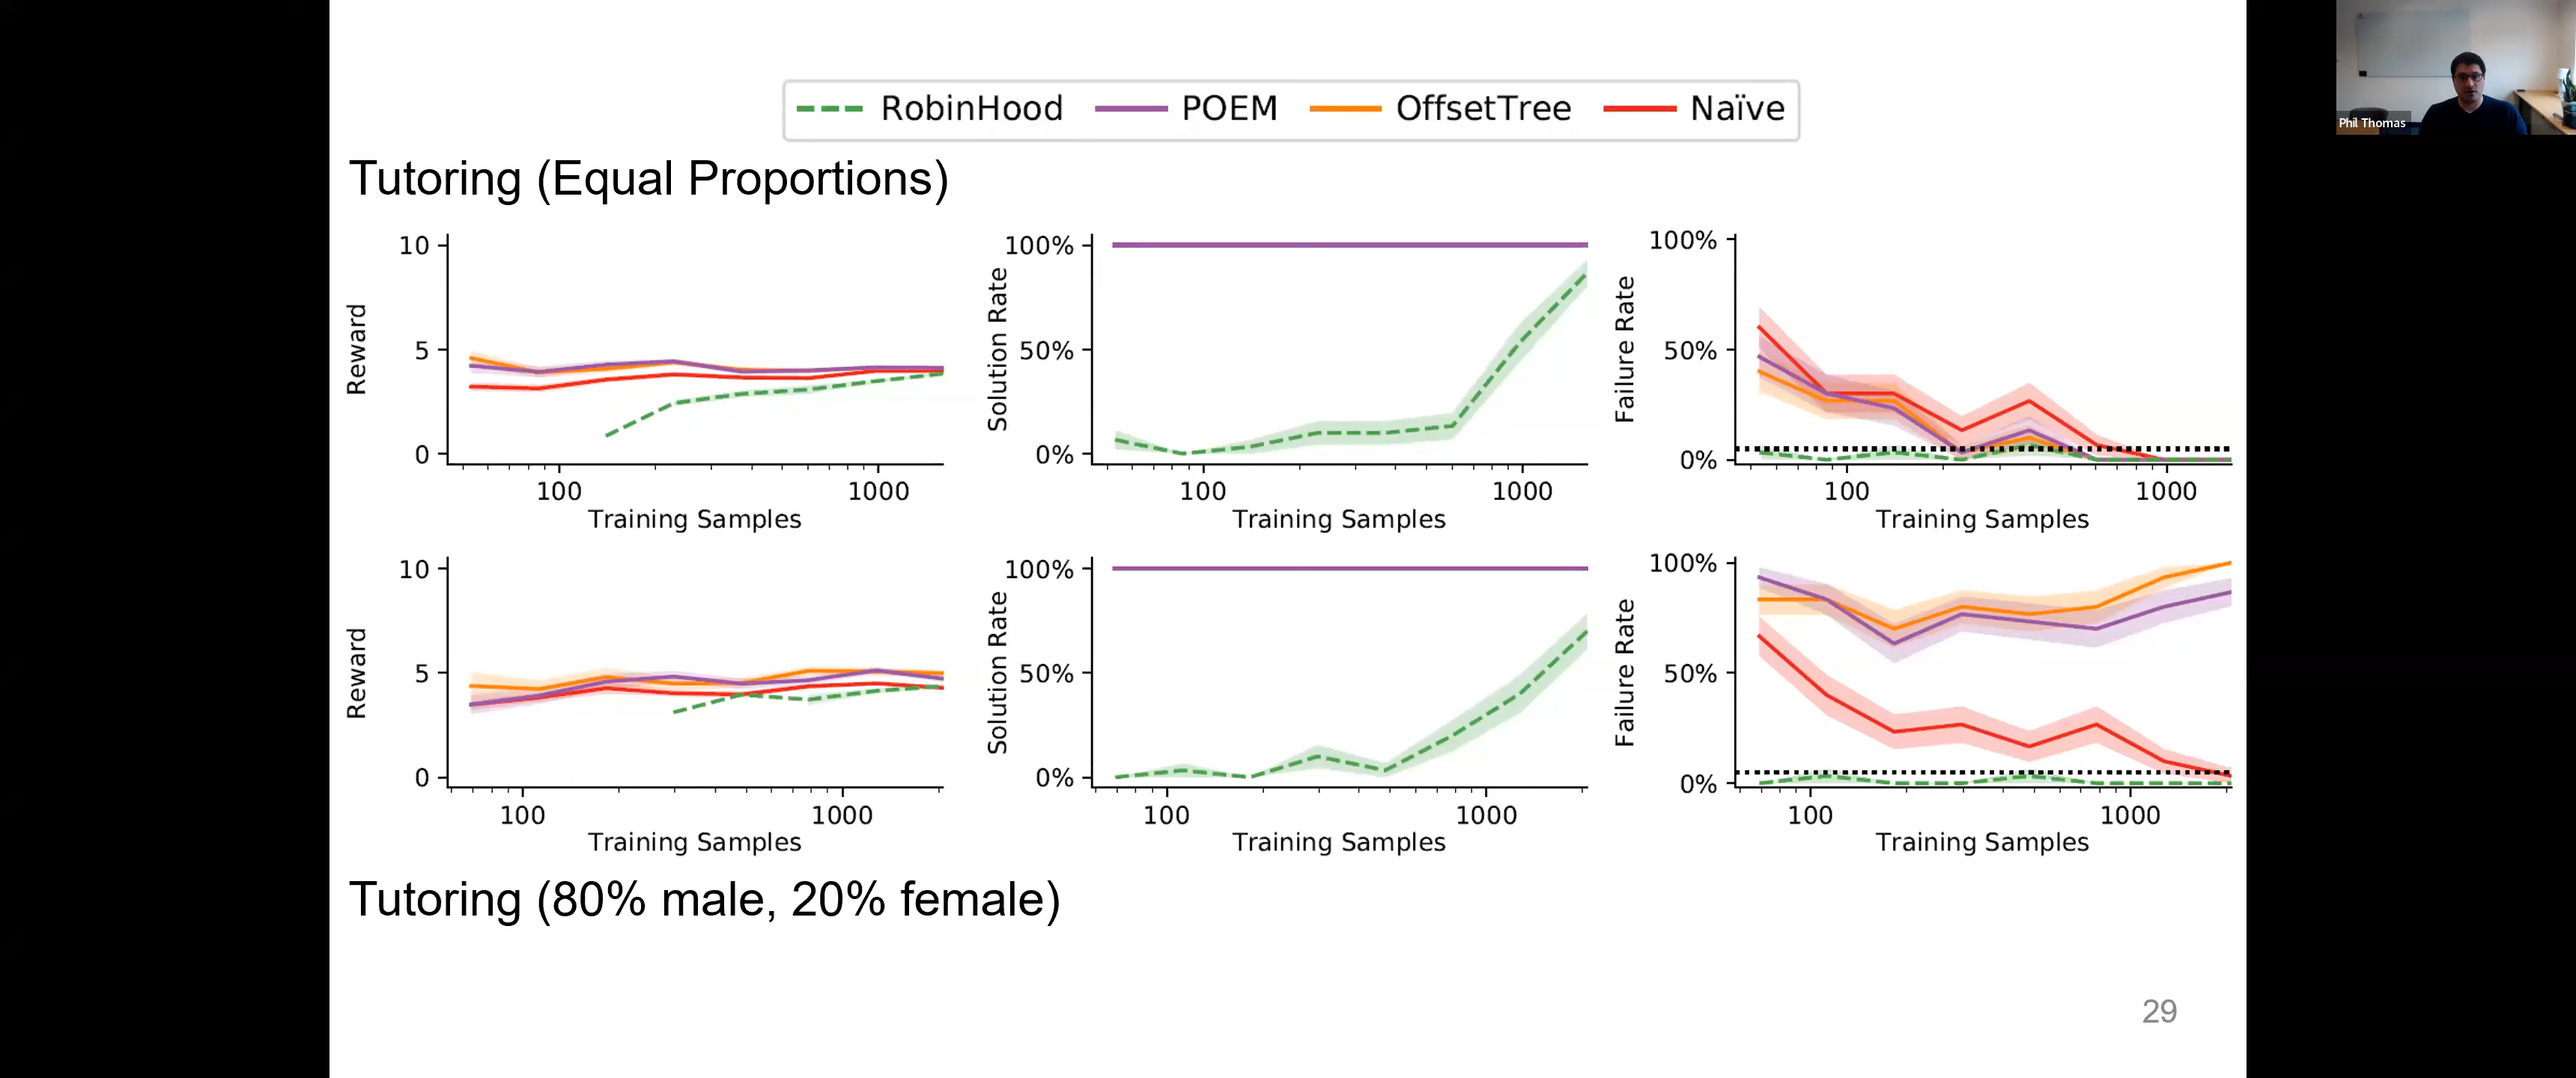 RobinHood POEM OffsetTree Naïve
Phil Thomas
Tutoring (Equal Proportions)
Reward
10
5
0
100 1000
Training Samples
Solution Rate
100%
50%
0%
100 1000
Training Samples
Failure Rate
100%
50%
0%
100 1000
Training Samples
Reward
10
5
0
100 1000
Training Samples
Solution Rate
100%
50%
0%
100 1000
Training Samples
Failure Rate
100%
50%
0%
100 1000
Training Samples
Tutoring (80% male, 20% female)
29